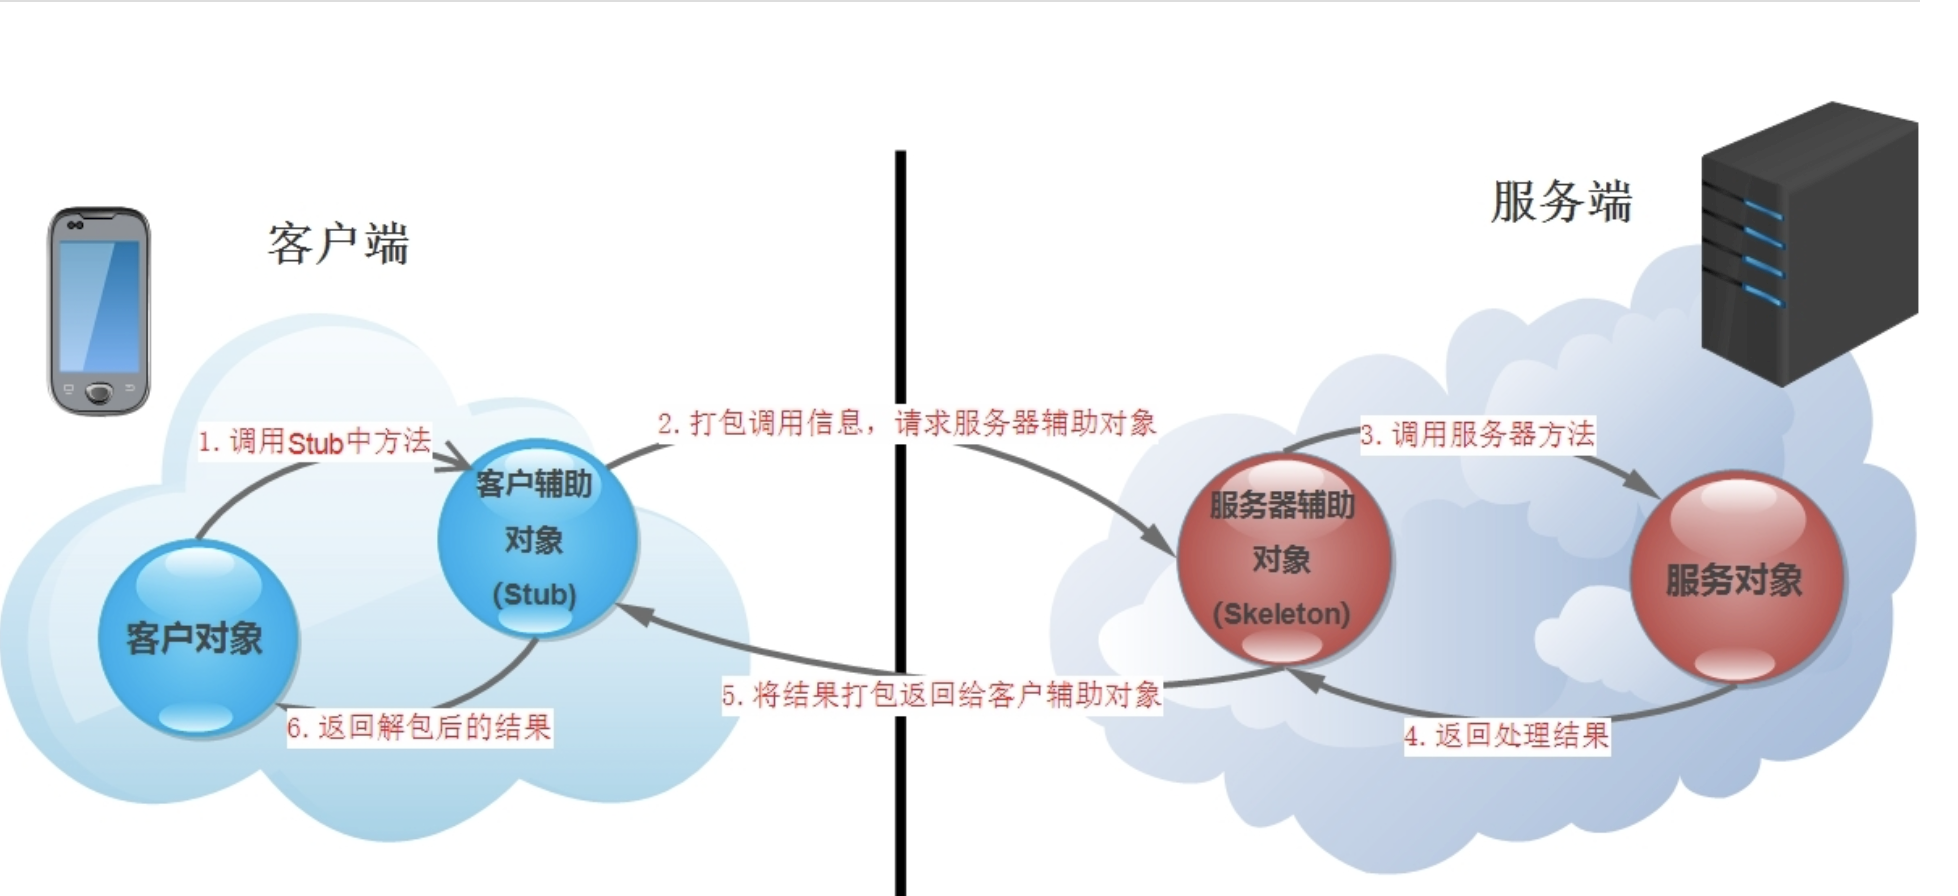 客户端
服务端
1.调用Stub中方法
2.打包调用信息，请求服务器辅助对象
3.调用服务器方法
客户辅助
对象
(Stub)
服务器辅助
对象
(Skeleton)
服务对象
客户对象
5.将结果打包返回给客户辅助对象
6.返回解包后的结果
4.返回处理结果